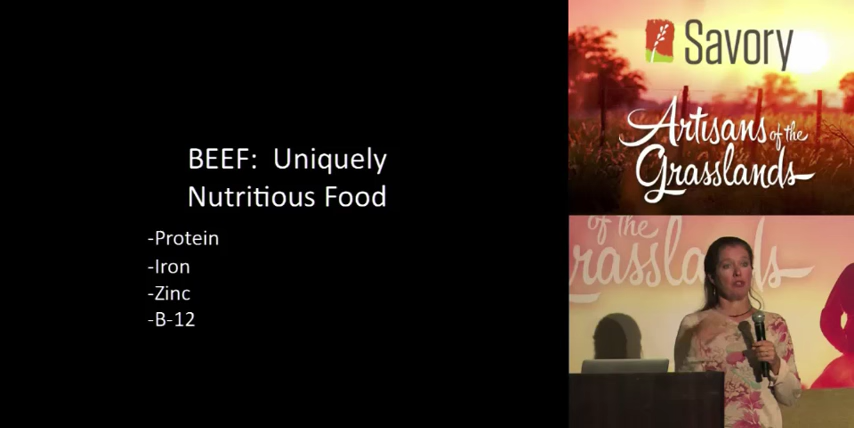 BEEF: Uniquely
Nutritious Food
-Protein
-Iron
-Zinc
-B-12
Savory
Artisans of the
Grasslands
of the
rasslands